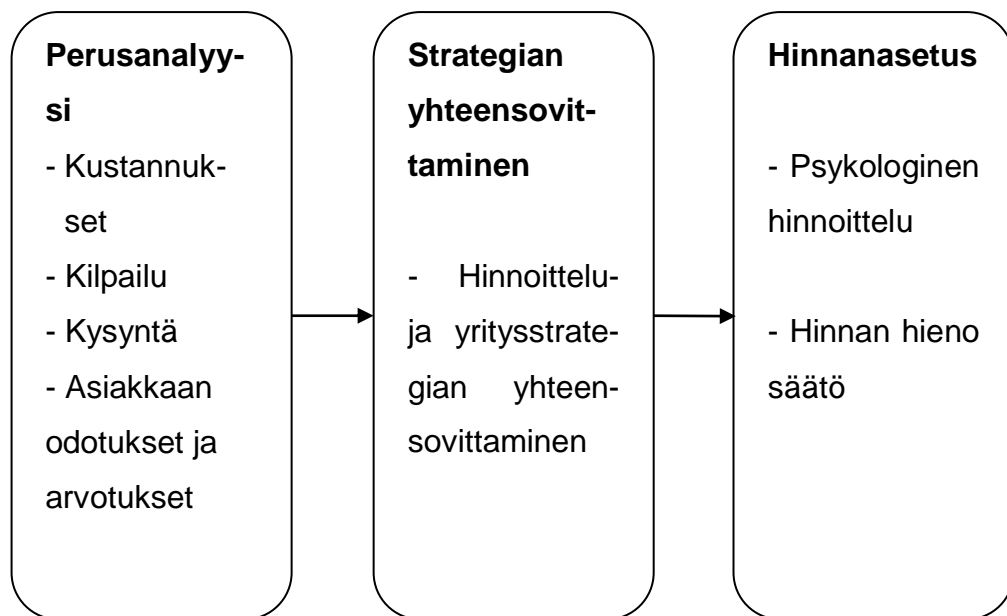 Perusanalyy-
si
- Kustannuk-
set
- Kilpailu
- Kysyntä
- Asiakkaan
odotukset ja
arvotukset
Strategian
yhteensovit-
taminen
- Hinnoittelu-
ja yritysstrate-
gian yhteen-
sovittaminen
Hinnanasetus
- Psykologinen
hinnoittelu
- Hinnan hieno
säätö